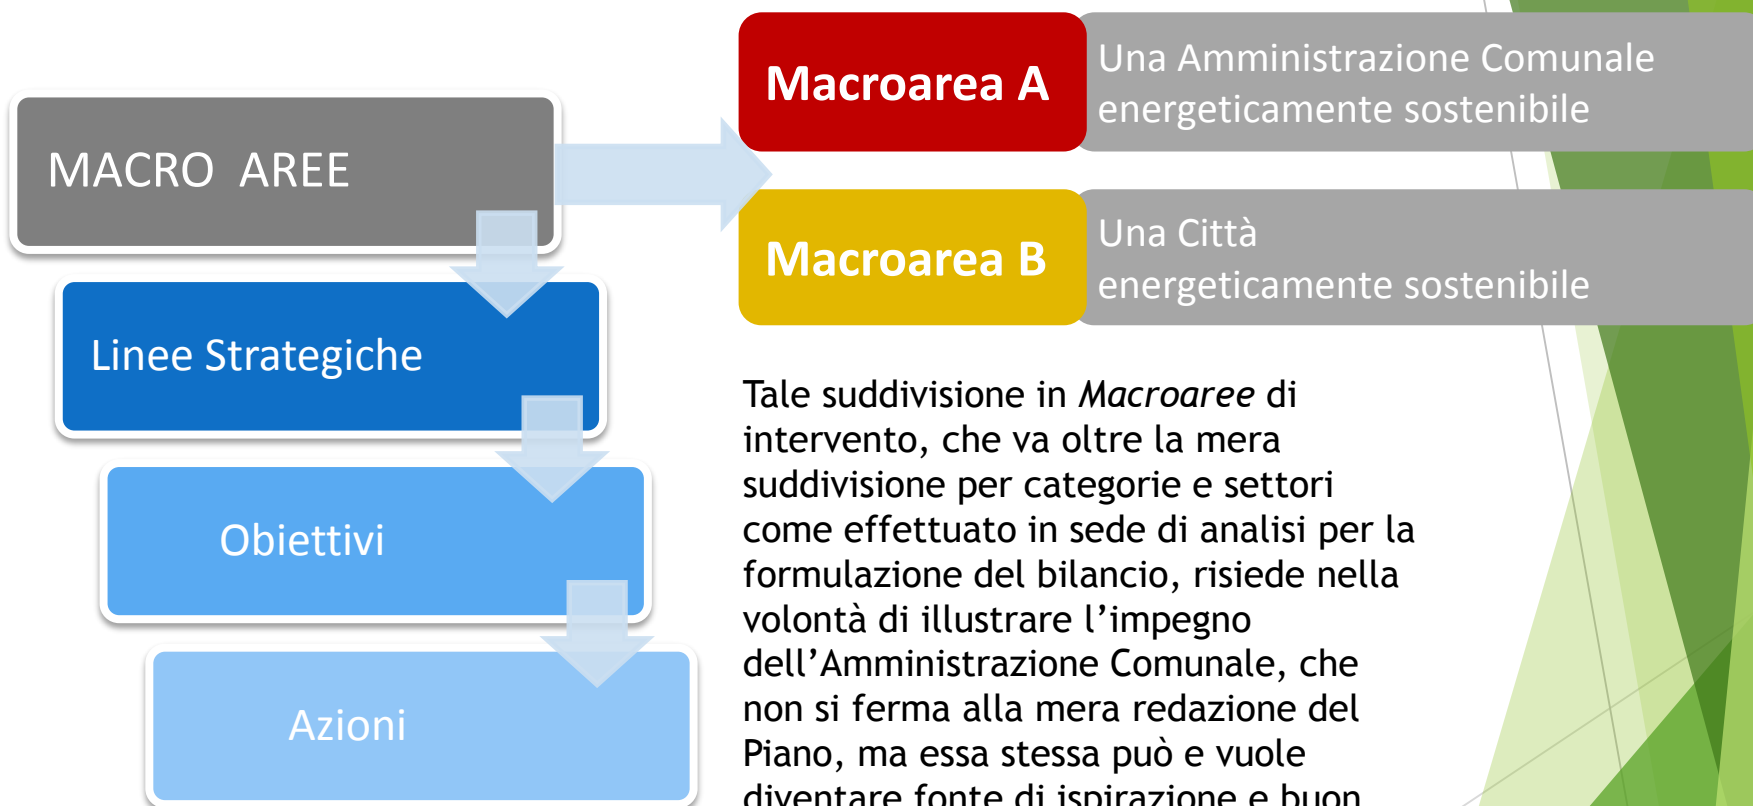 MACRO  AREE
Linee Strategiche
Obiettivi
Azioni
Macroarea A
Una Amministrazione Comunale
energeticamente sostenibile
Macroarea B
Una Città
energeticamente sostenibile
Tale suddivisione in Macroaree di
intervento, che va oltre la mera
suddivisione per categorie e settori
come effettuato in sede di analisi per la
formulazione del bilancio, risiede nella
volontà di illustrare l’impegno
dell’Amministrazione Comunale, che
non si ferma alla mera redazione del
Piano, ma essa stessa può e vuole
diventare fonte di ispirazione e buon